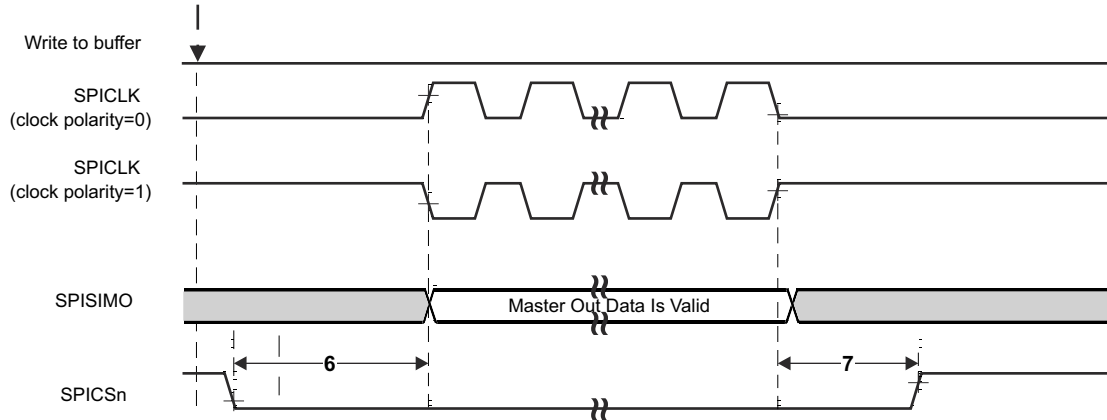 Write to buffer
SPICLK
(clock polarity=0)
SPICLK
(clock polarity=1)
SPISIMO
Master Out Data Is Valid
6
7
SPICSn